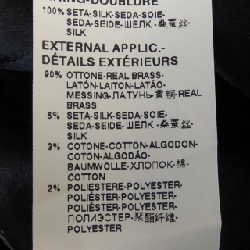 100% SETA-SILK-SEDA-SOIE-
SEDA-SEIDE-ШЕЛК-桑蚕丝-
SILK
EXTERNAL APPLIC.-
DÉTAILS EXTÉRIEURS
90% OTTONE-REAL BRASS-
LATÓN-LAITON-LATÃO-
MESSING-ЛАТУНЬ-黄铜-REAL
BRASS
5% SETA-SILK-SEDA-SOIE-
SEDA-SEIDE-ШЕЛК-桑蚕丝-
SILK
3% COTONE-COTTON-ALGODON-
COTON-ALGODÃO-
BAUMWOLLE-ХЛОПОК-棉-
COTTON
2% POLIESTERE-POLYESTER-
POLIÉSTER-POLYESTER-
POLIÉSTER-POLYESTER-
ПОЛИЭСТЕР-聚酯纤维-
POLYESTER